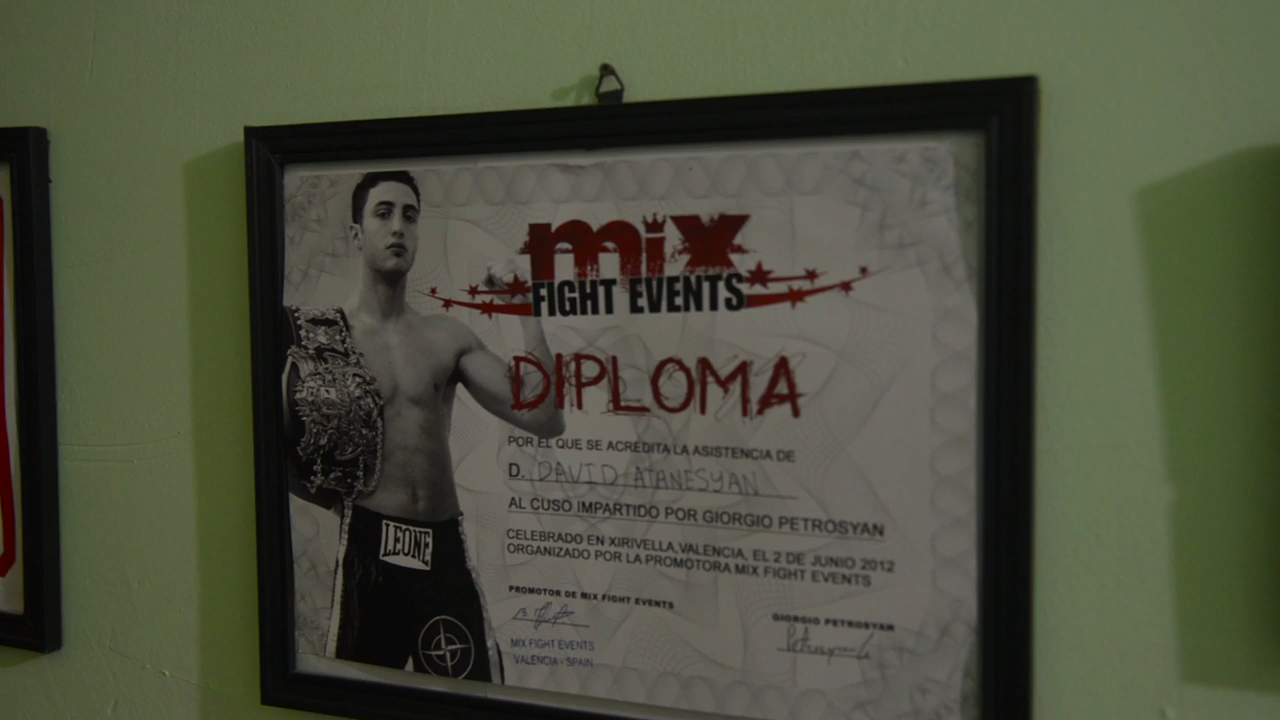 mix
FIGHT EVENTS
DIPLOMA
POR EL QUE SE ACREDITA LA ASISTENCIA DE
D. DAVID ATANESYAN
AL CUSO IMPARTIDO POR GIORGIO PETROSYAN
CELEBRADO EN XIRIVELLA, VALENCIA, EL 2 DE JUNIO 2012
ORGANIZADO POR LA PROMOTORA MIX FIGHT EVENTS
PROMOTOR DE MIX FIGHT EVENTS
GIORGIO PETROSYAN
MIX FIGHT EVENTS
VALENCIA - SPAIN
LEONE